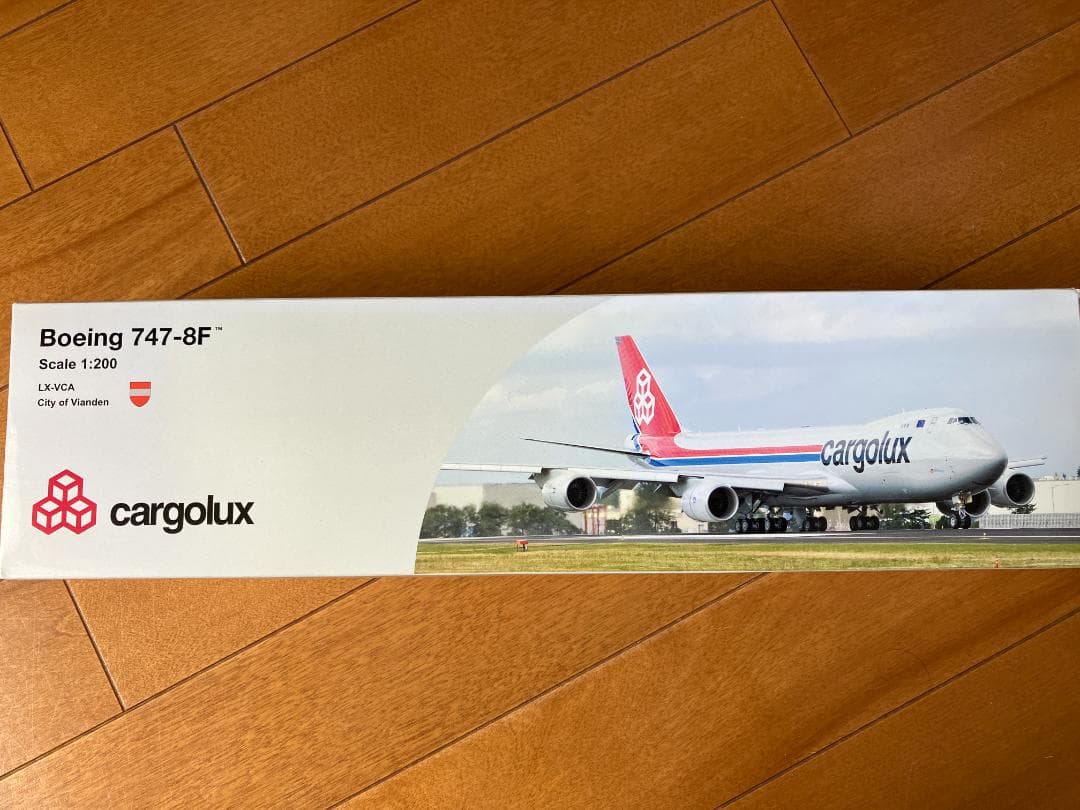 Boeing 747-8F™
Scale 1:200
LX-VCA
City of Vianden
cargolux
cargolux